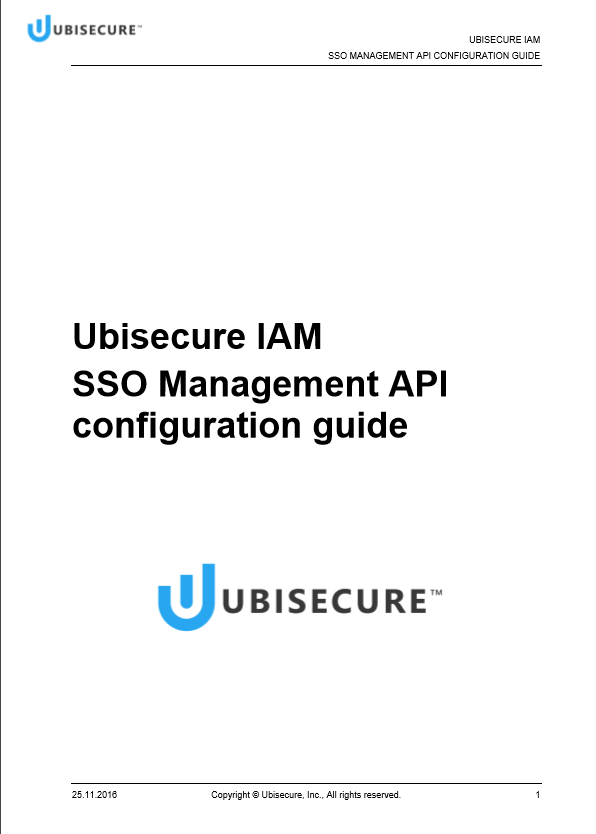 UBISECURE™
UBISECURE IAM
SSO MANAGEMENT API CONFIGURATION GUIDE
Ubisecure IAM
SSO Management API
configuration guide
UBISECURE™
25.11.2016 Copyright © Ubisecure, Inc., All rights reserved. 1